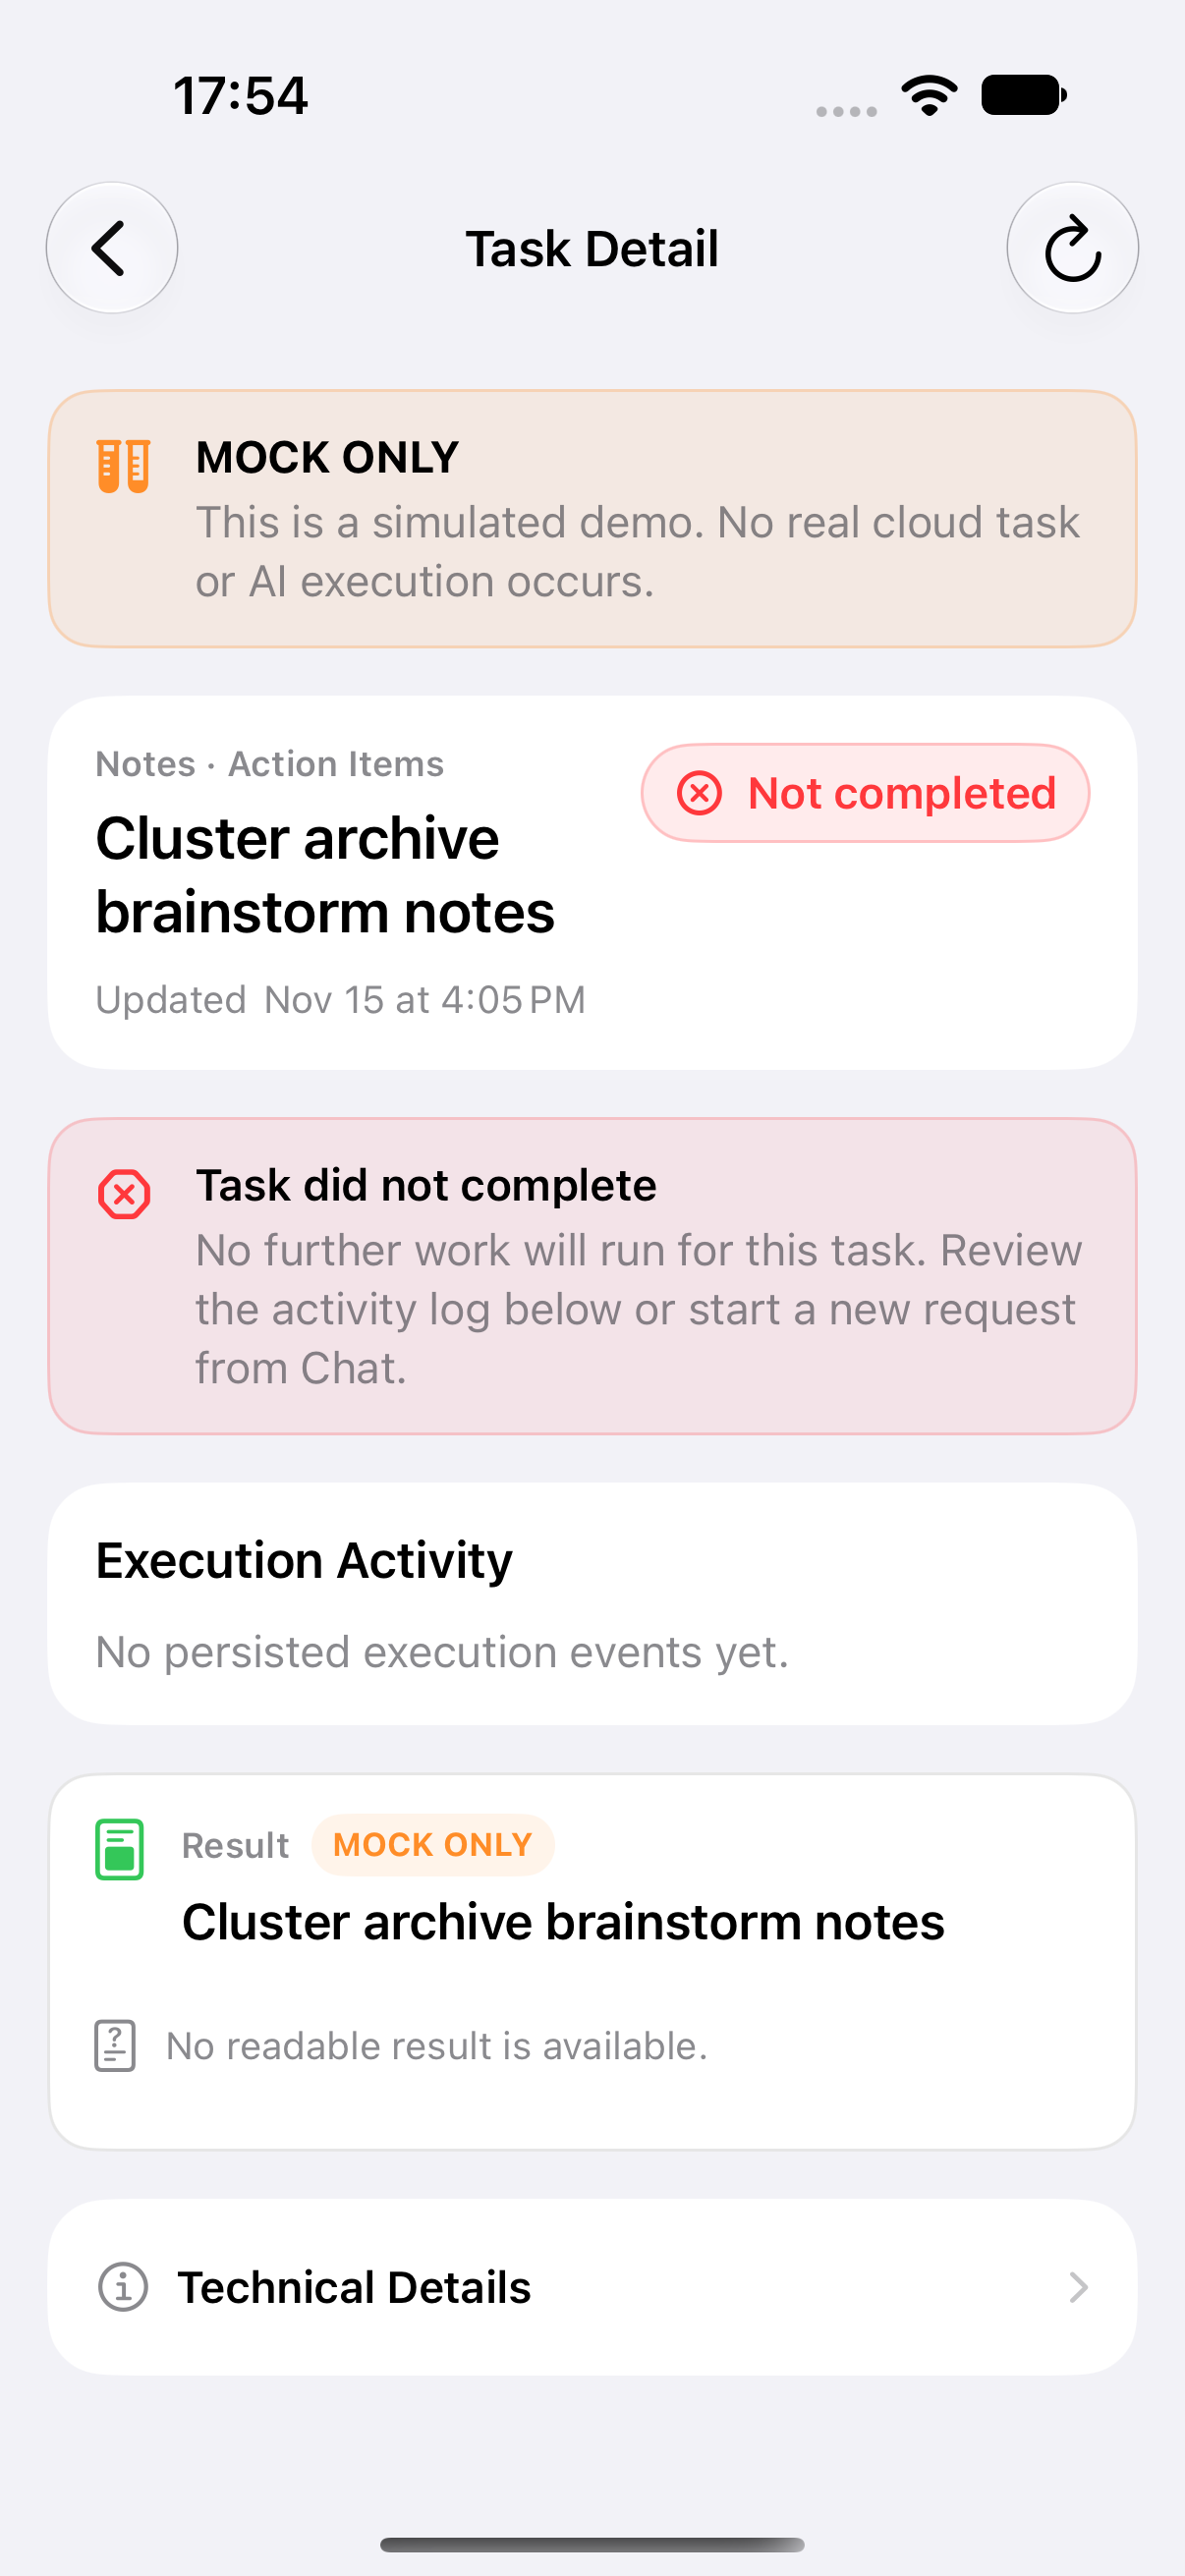 17:54
Task Detail
MOCK ONLY
This is a simulated demo. No real cloud task
or AI execution occurs.
Notes · Action Items
Not completed
Cluster archive
brainstorm notes
Updated Nov 15 at 4:05 PM
Task did not complete
No further work will run for this task. Review
the activity log below or start a new request
from Chat.
Execution Activity
No persisted execution events yet.
Result MOCK ONLY
Cluster archive brainstorm notes
No readable result is available.
Technical Details